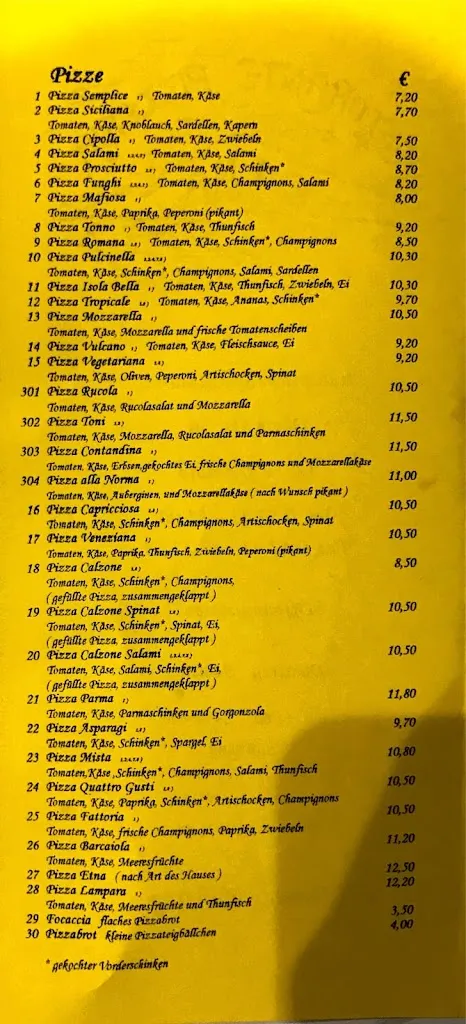 Pizze €
1 Pizza Semplice 1) Tomaten, Käse 7,20
2 Pizza Siciliana 1) 7,70
Tomaten, Käse, Knoblauch, Sardellen, Kapern
3 Pizza Cipolla 1) Tomaten, Käse, Zwiebeln 7,50
4 Pizza Salami Tomaten, Käse, Salami 8,20
5 Pizza Prosciutto Tomaten, Käse, Schinken* 8,70
6 Pizza Funghi Tomaten, Käse, Champignons, Salami 8,20
7 Pizza Mafiosa 1) 8,00
Tomaten, Käse, Paprika, Peperoni (pikant)
8 Pizza Tonno 1) Tomaten, Käse, Thunfisch 9,20
9 Pizza Romana Tomaten, Käse, Schinken*, Champignons 8,50
10 Pizza Pulcinella 10,30
Tomaten, Käse, Schinken*, Champignons, Salami, Sardellen
11 Pizza Isola Bella 1) Tomaten, Käse, Thunfisch, Zwiebeln, Ei 10,30
12 Pizza Tropicale Tomaten, Käse, Ananas, Schinken* 9,70
13 Pizza Mozzarella 1) 10,50
Tomaten, Käse, Mozzarella und frische Tomatenscheiben
14 Pizza Vulcano 1) Tomaten, Käse, Fleischsauce, Ei 9,20
15 Pizza Vegetariana 9,20
Tomaten, Käse, Oliven, Peperoni, Artischocken, Spinat
301 Pizza Rucola 1) 10,50
Tomaten, Käse, Rucolasalat und Mozzarella
302 Pizza Toni 11,50
Tomaten, Käse, Mozzarella, Rucolasalat und Parmaschinken
303 Pizza Contandina 1) 11,50
Tomaten, Käse, Erbsen,gekochtes Ei, frische Champignons und Mozzarellakäse
304 Pizza alla Norma 1) 11,00
Tomaten, Käse, Auberginen, und Mozzarellakäse ( nach Wunsch pikant )
16 Pizza Capricciosa 10,50
Tomaten, Käse, Schinken*, Champignons, Artischocken, Spinat
17 Pizza Veneziana 1) 10,50
Tomaten, Käse, Paprika, Thunfisch, Zwiebeln, Peperoni (pikant)
18 Pizza Calzone 8,50
Tomaten, Käse, Schinken*, Champignons,
( gefüllte Pizza, zusammengeklappt )
19 Pizza Calzone Spinat 10,50
Tomaten, Käse, Schinken*, Spinat, Ei,
( gefüllte Pizza, zusammengeklappt )
20 Pizza Calzone Salami 10,50
Tomaten, Käse, Salami, Schinken*, Ei,
( gefüllte Pizza, zusammengeklappt )
21 Pizza Parma 1) 11,80
Tomaten, Käse, Parmaschinken und Gorgonzola
22 Pizza Asparagi 9,70
Tomaten, Käse, Schinken*, Spargel, Ei
23 Pizza Mista 10,80
Tomaten,Käse ,Schinken*, Champignons, Salami, Thunfisch
24 Pizza Quattro Gusti 10,50
Tomaten, Käse, Paprika, Schinken*, Artischocken, Champignons
25 Pizza Fattoria 1) 10,50
Tomaten, Käse, frische Champignons, Paprika, Zwiebeln
26 Pizza Barcaiola 1) 11,20
Tomaten, Käse, Meeresfrüchte
27 Pizza Etna ( nach Art des Hauses ) 12,50
28 Pizza Lampara 1) 12,20
Tomaten, Käse, Meeresfrüchte und Thunfisch
29 Focaccia flaches Pizzabrot 3,50
30 Pizzabrot kleine Pizzateigbällchen 4,00
* gekochter Vorderschinken